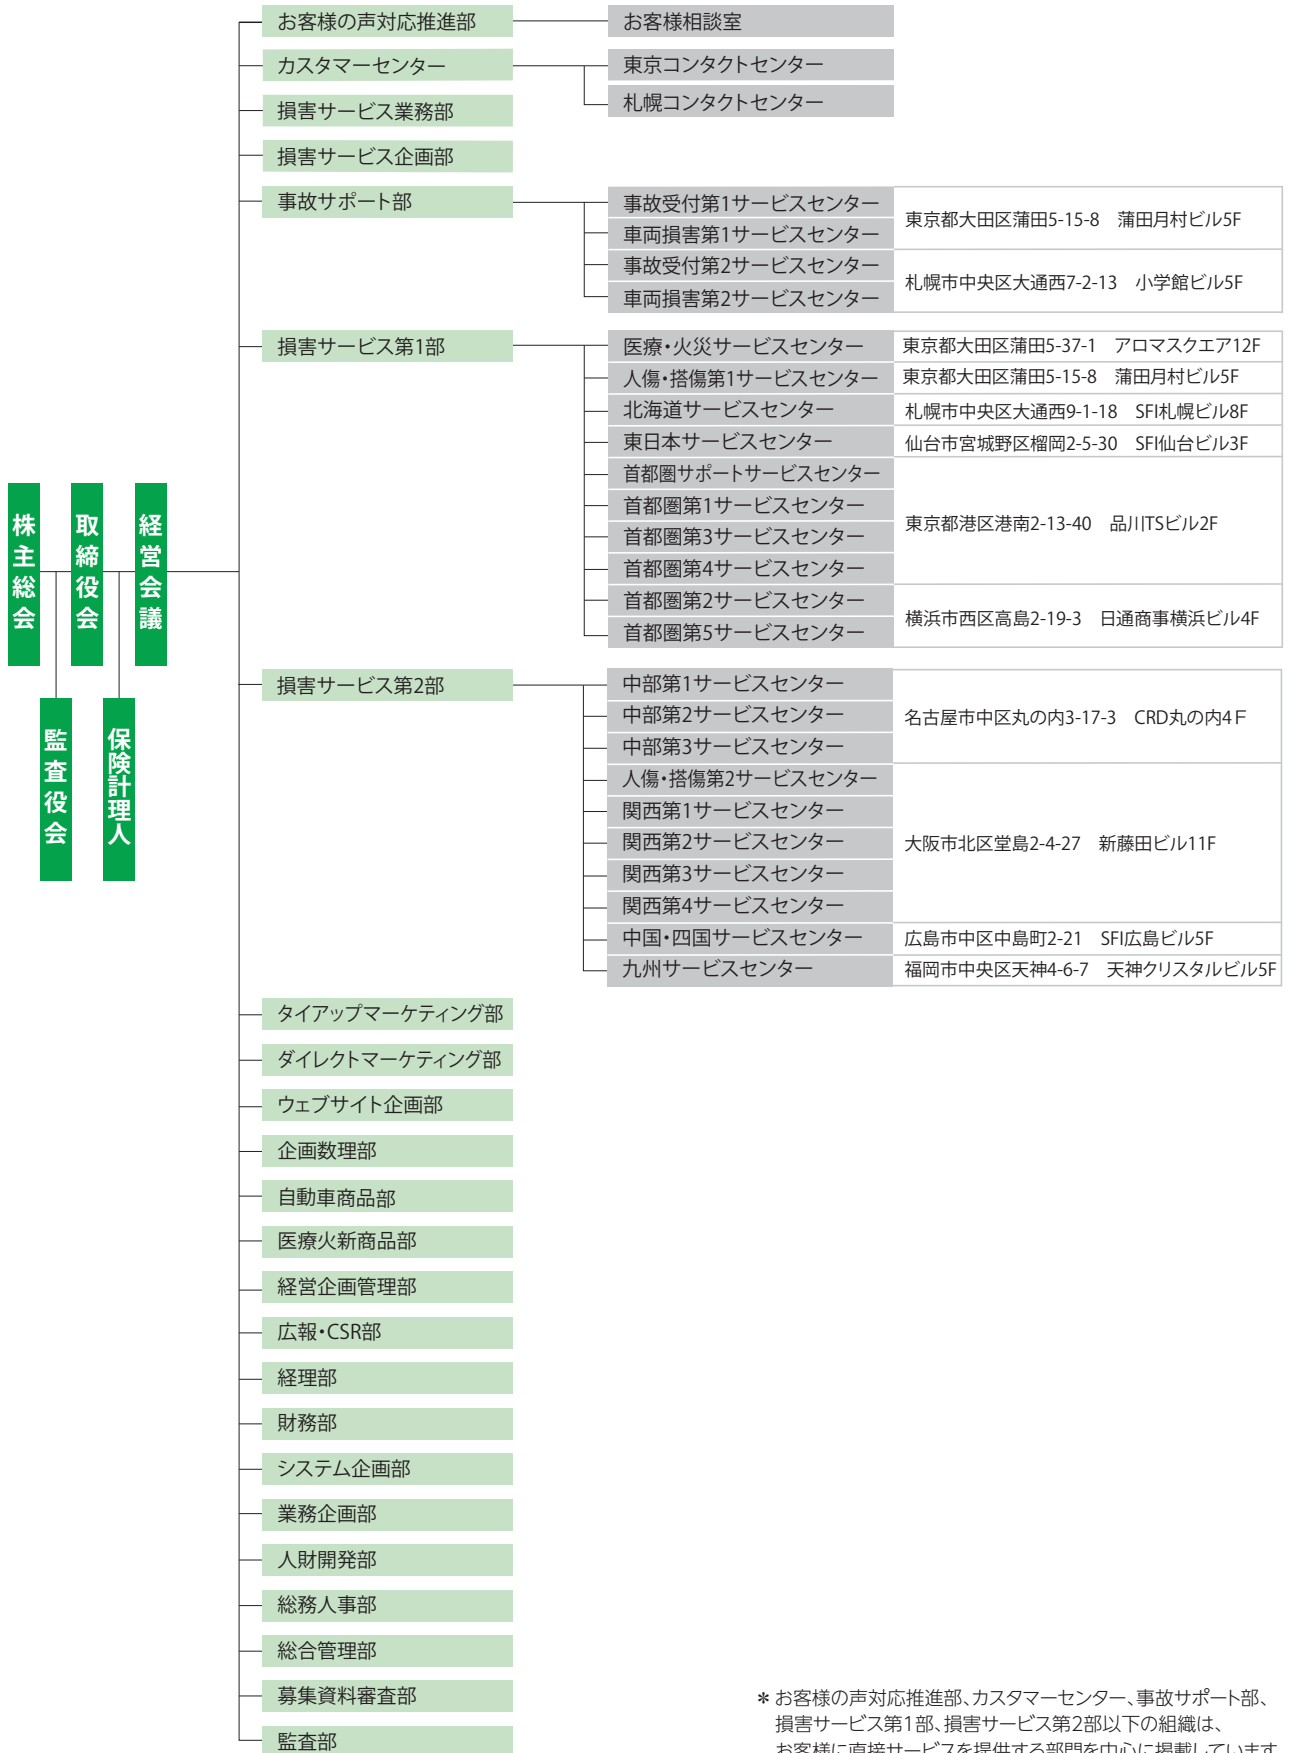 株主総会
取締役会
経営会議
監査役会
保険計理人
お客様の声対応推進部
お客様相談室
カスタマーセンター
東京コンタクトセンター
札幌コンタクトセンター
損害サービス業務部
損害サービス企画部
事故サポート部
事故受付第1サービスセンター
車両損害第1サービスセンター
東京都大田区蒲田5-15-8　蒲田月村ビル5F
事故受付第2サービスセンター
車両損害第2サービスセンター
札幌市中央区大通西7-2-13　小学館ビル5F
損害サービス第1部
医療・火災サービスセンター
東京都大田区蒲田5-37-1　アロマスクエア12F
人傷・搭傷第1サービスセンター
東京都大田区蒲田5-15-8　蒲田月村ビル5F
北海道サービスセンター
札幌市中央区大通西9-1-18　SFI札幌ビル8F
東日本サービスセンター
仙台市宮城野区榴岡2-5-30　SFI仙台ビル3F
首都圏サポートサービスセンター
首都圏第1サービスセンター
首都圏第3サービスセンター
首都圏第4サービスセンター
東京都港区港南2-13-40　品川TSビル2F
首都圏第2サービスセンター
首都圏第5サービスセンター
横浜市西区高島2-19-3　日通商事横浜ビル4F
損害サービス第2部
中部第1サービスセンター
中部第2サービスセンター
中部第3サービスセンター
名古屋市中区丸の内3-17-3　CRD丸の内4Ｆ
人傷・搭傷第2サービスセンター
関西第1サービスセンター
関西第2サービスセンター
関西第3サービスセンター
関西第4サービスセンター
大阪市北区堂島2-4-27　新藤田ビル11F
中国・四国サービスセンター
広島市中区中島町2-21　SFI広島ビル5F
九州サービスセンター
福岡市中央区天神4-6-7　天神クリスタルビル5F
タイアップマーケティング部
ダイレクトマーケティング部
ウェブサイト企画部
企画数理部
自動車商品部
医療火新商品部
経営企画管理部
広報・CSR部
経理部
財務部
システム企画部
業務企画部
人財開発部
総務人事部
総合管理部
募集資料審査部
監査部
＊お客様の声対応推進部、カスタマーセンター、事故サポート部、
損害サービス第1部、損害サービス第2部以下の組織は、
お客様に直接サービスを提供する部門を中心に掲載しています